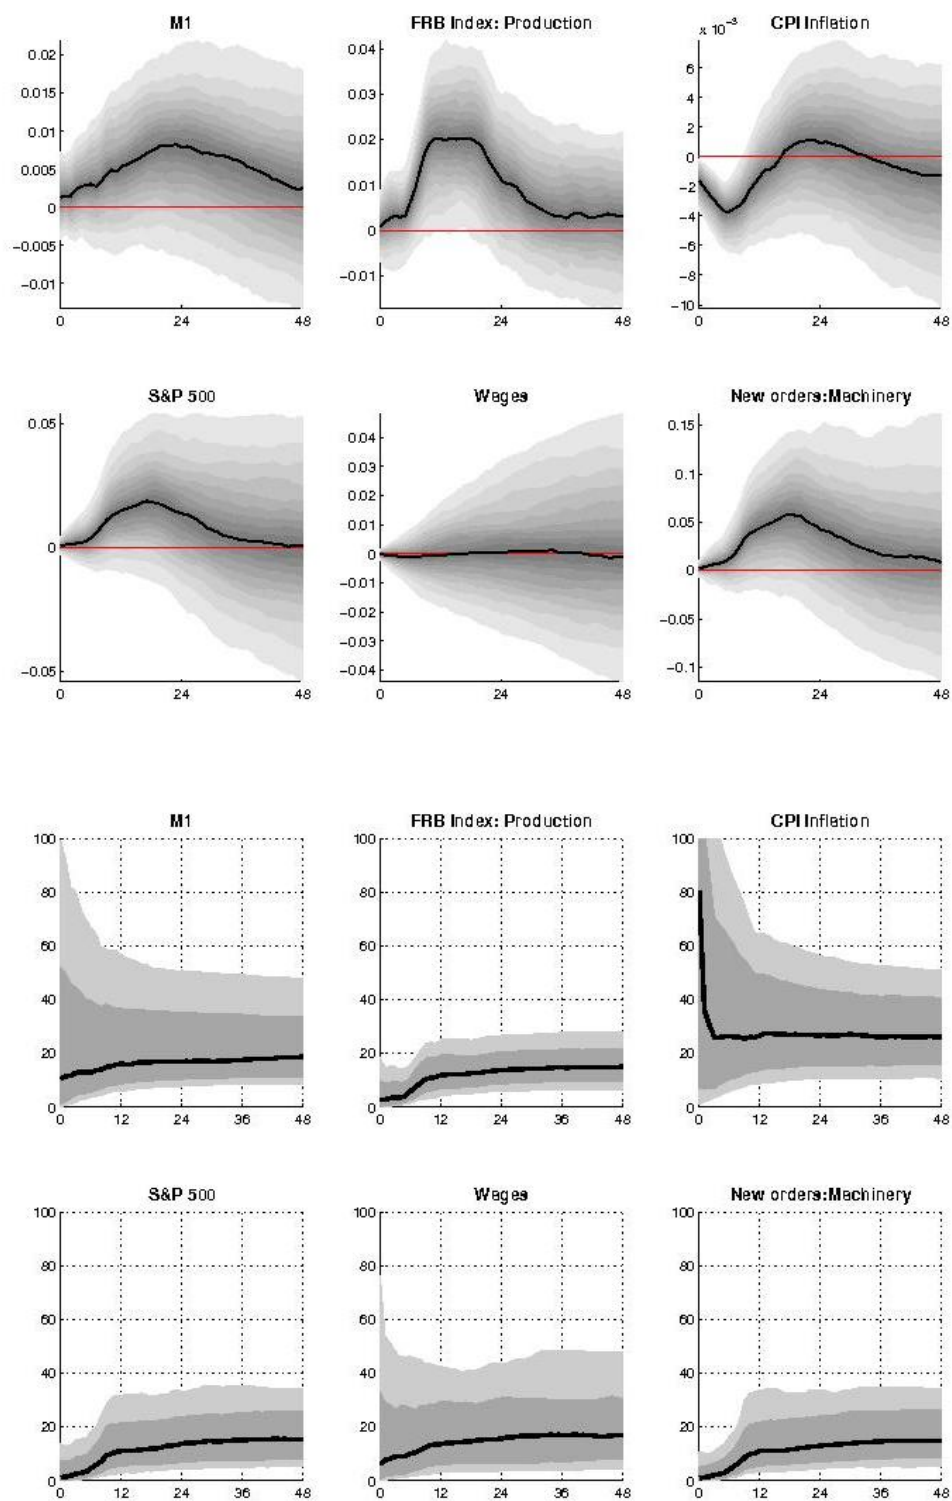 M1 FRB Index: Production CPI Inflation
x 10⁻³
0.02 0.04 6
0.015 0.03 4
0.01 0.02 2
0.005 0.01 0
0 0 −2
−0.005 −0.01 −4
−0.01 −6
−8
−10
0 24 48 0 24 48 0 24 48
S&P 500 Wages New orders:Machinery
0.05 0.04 0.15
0.03 0.1
0.02 0.05
0.01 0
0 0 −0.05
−0.01 −0.1
−0.02
−0.03
−0.05 −0.04
0 24 48 0 24 48 0 24 48
M1 FRB Index: Production CPI Inflation
100 100 100
80 80 80
60 60 60
40 40 40
20 20 20
0 0 0
0 12 24 36 48 0 12 24 36 48 0 12 24 36 48
S&P 500 Wages New orders:Machinery
100 100 100
80 80 80
60 60 60
40 40 40
20 20 20
0 0 0
0 12 24 36 48 0 12 24 36 48 0 12 24 36 48